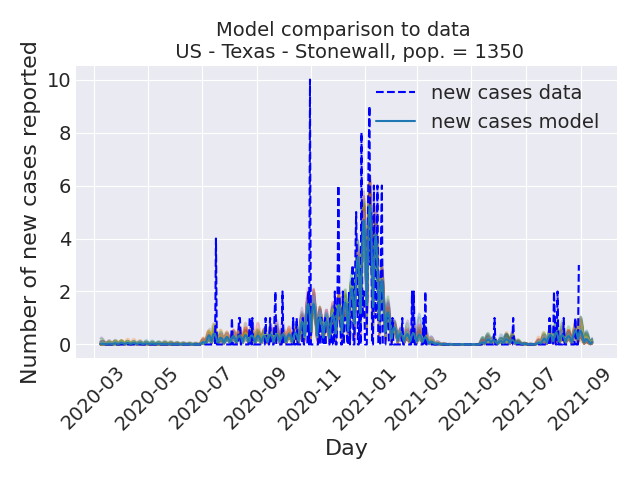 Model comparison to data
US - Texas - Stonewall, pop. = 1350
Number of new cases reported
10
8
6
4
2
0
new cases data
new cases model
2020-03
2020-05
2020-07
2020-09
2020-11
2021-01
2021-03
2021-05
2021-07
2021-09
Day